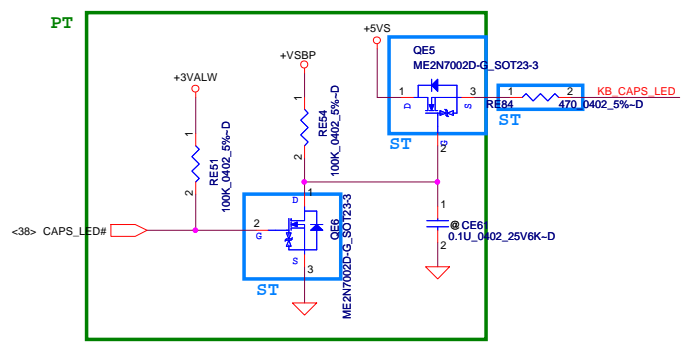 PT
+5VS
QE5
ME2N7002D-G_SOT23-3
+3VALW
+VSBP
1
D
3
S
G
2
ST
1
2
RE84
470_0402_5%~D
KB_CAPS_LED
ST
1
2
RE54
100K_0402_5%~D
1
2
RE51
100K_0402_5%~D
<38> CAPS_LED#
1
D
2
G
S
3
QE6
ME2N7002D-G_SOT23-3
ST
1
@CE61
0.1U_0402_25V6K~D
2